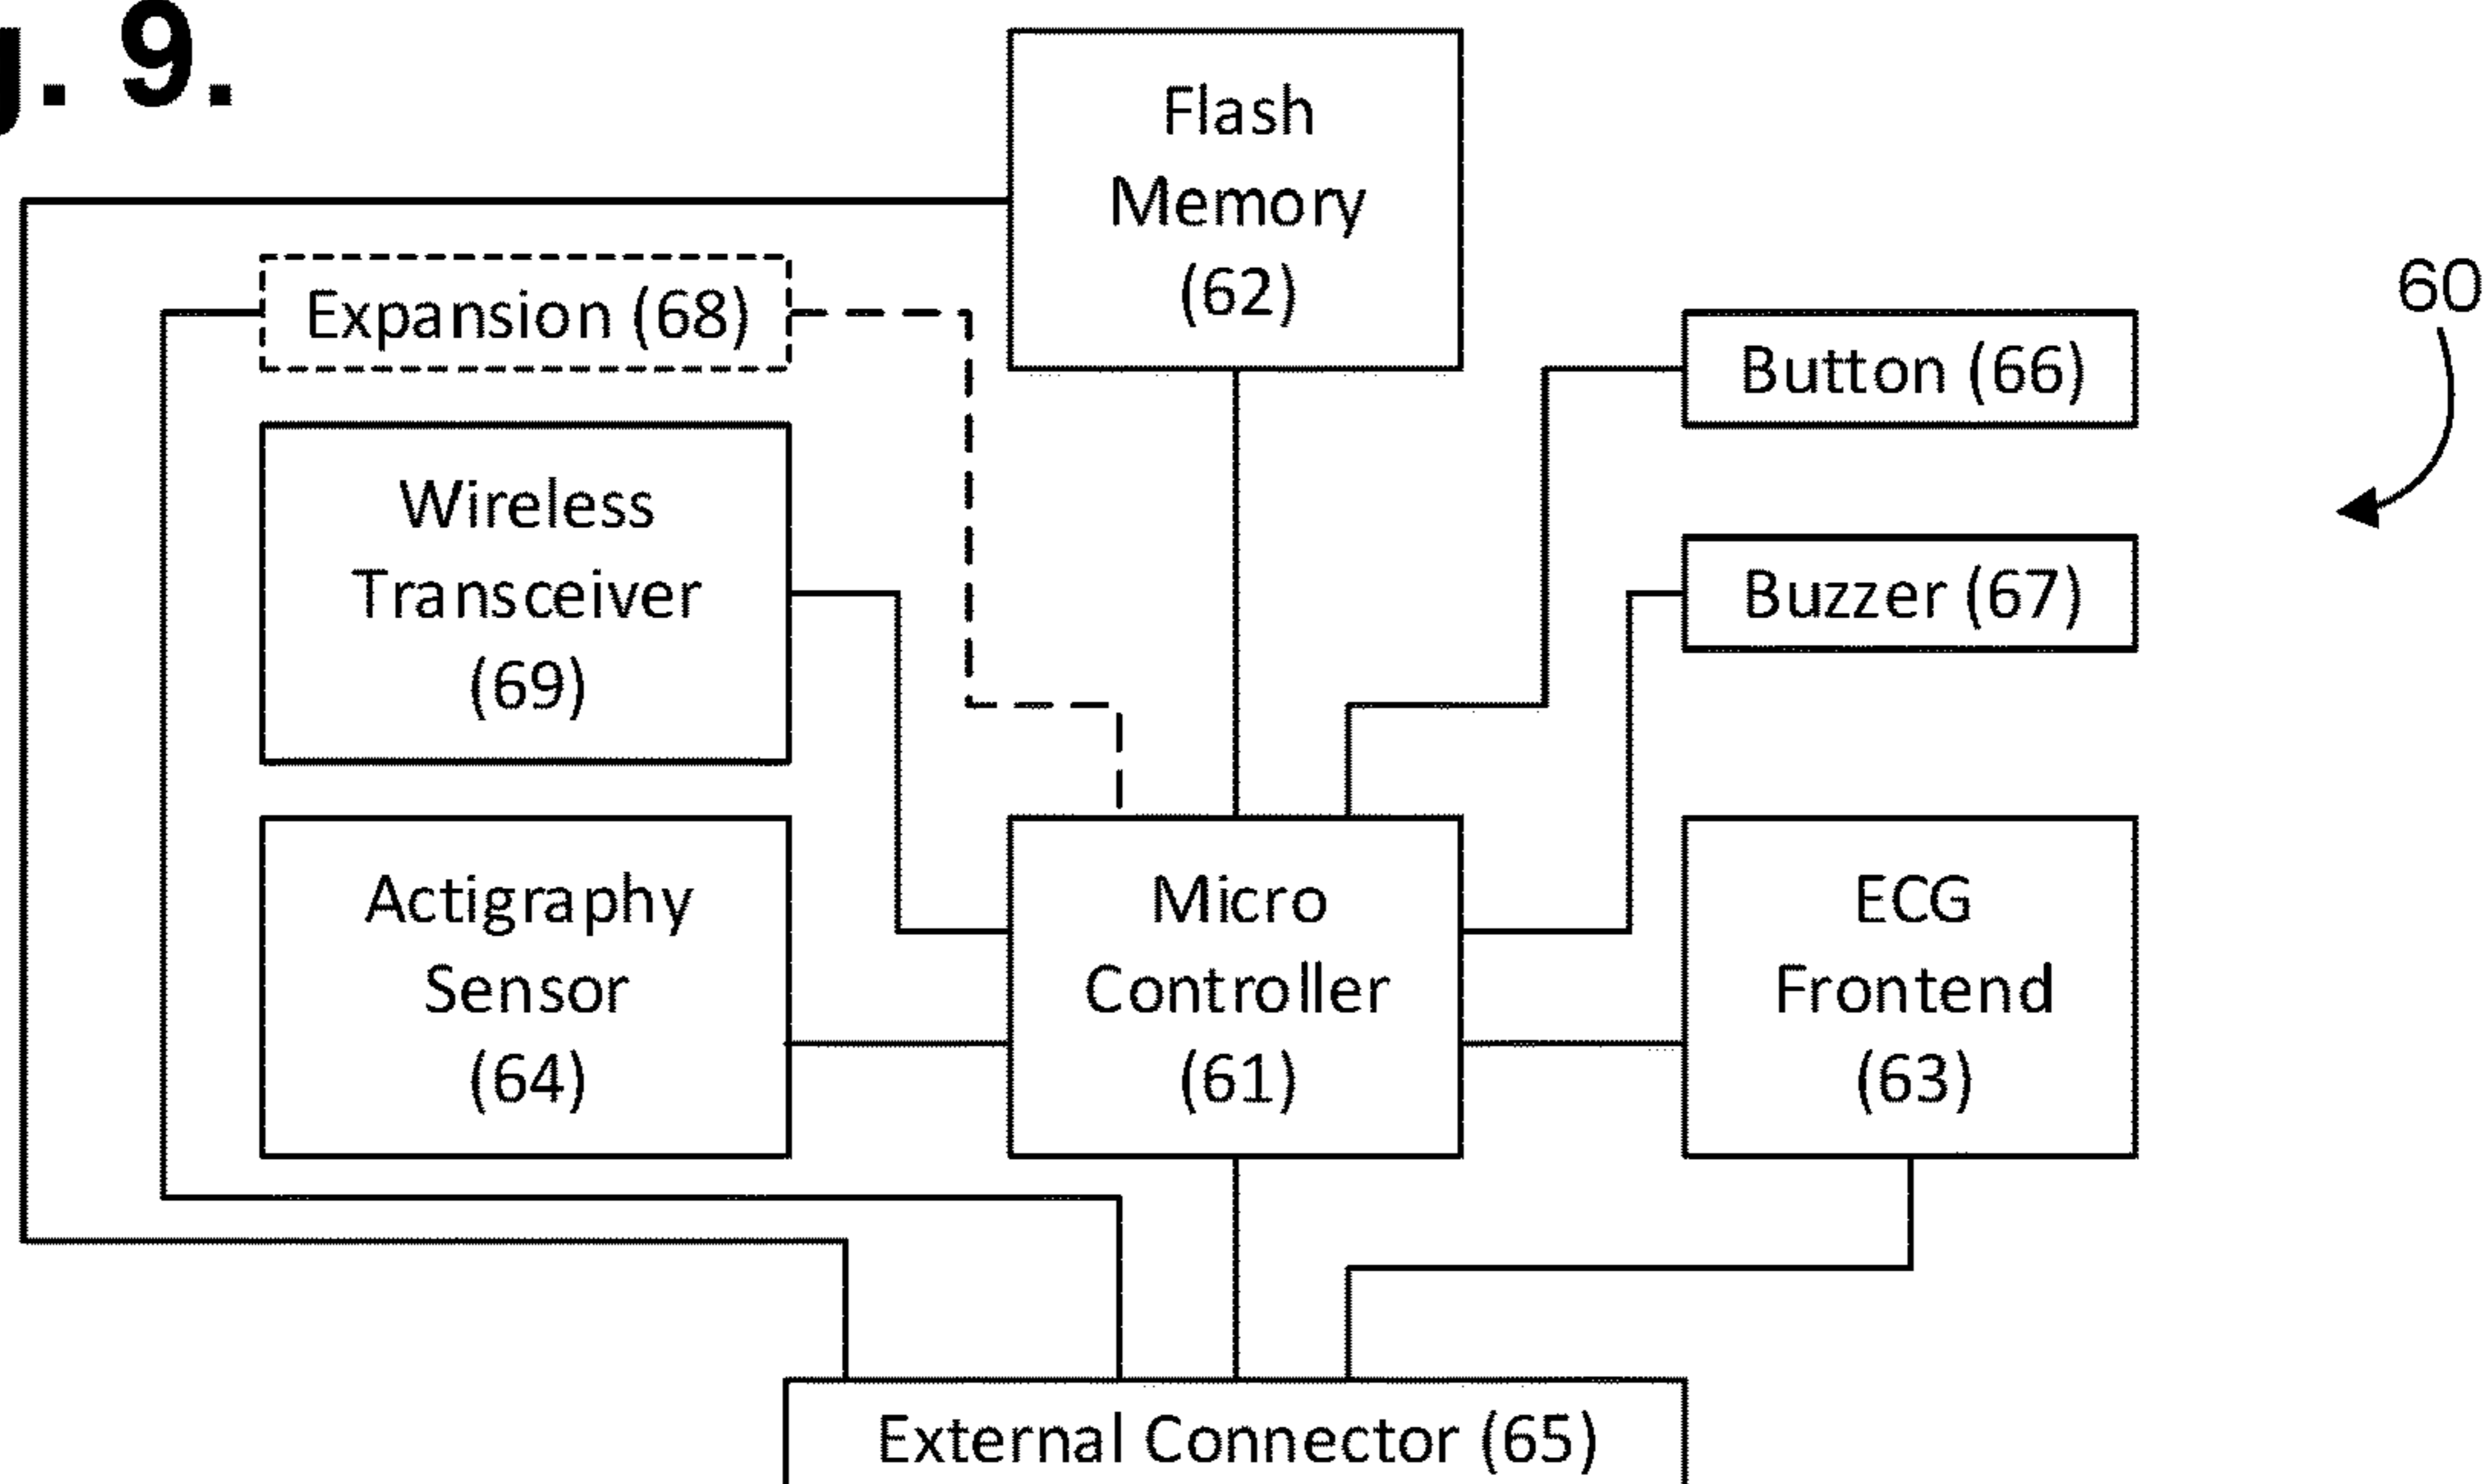 g. 9.
Flash
Memory
(62)
Expansion (68)
60
Button (66)
Wireless
Transceiver
(69)
Buzzer (67)
Actigraphy
Sensor
(64)
Micro
Controller
(61)
ECG
Frontend
(63)
External Connector (65)